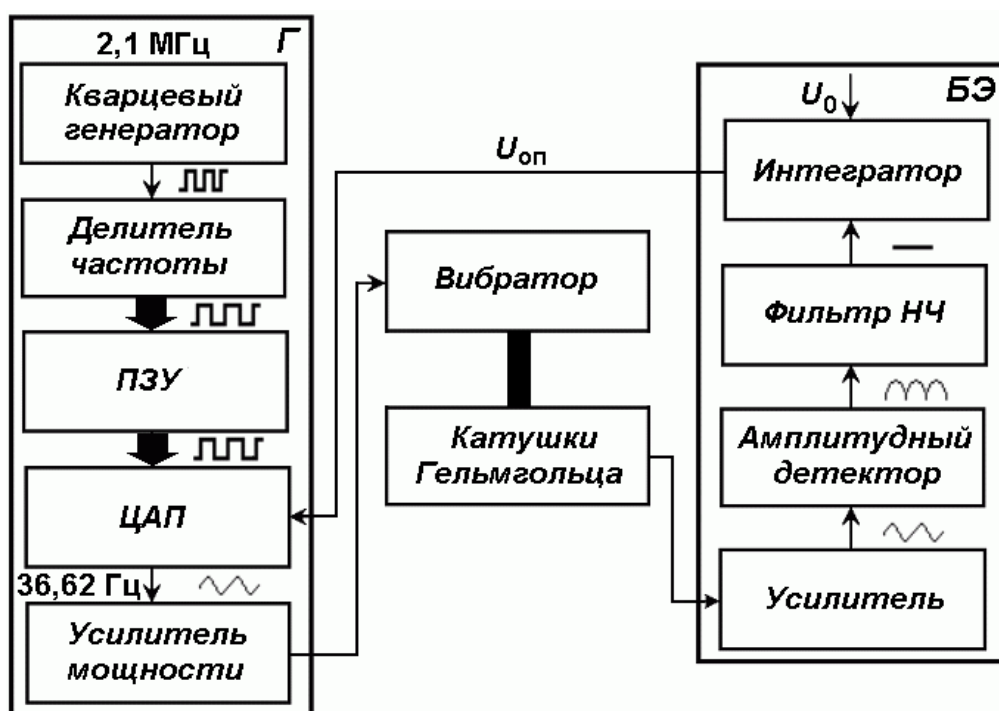 2,1 МГц
Г
Кварцевый
генератор
Делитель
частоты
ПЗУ
ЦАП
36,62 Гц
Усилитель
мощности
Uоп
Вибратор
Катушки
Гельмгольца
БЭ
U0
Интегратор
Фильтр НЧ
Амплитудный
детектор
Усилитель